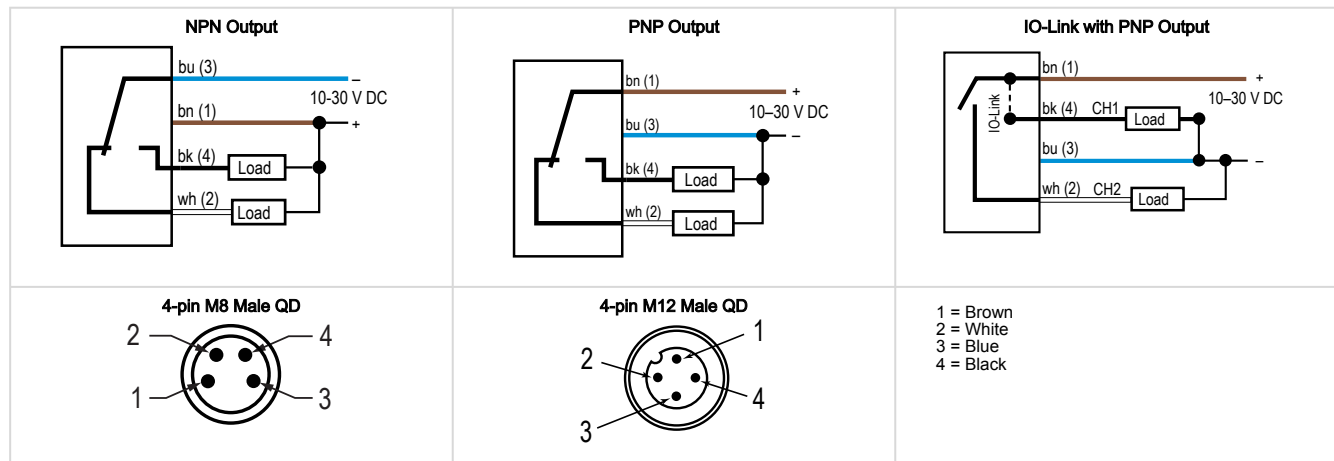 NPN Output
bu (3)
–
10-30 V DC
bn (1)
+
bk (4)
Load
wh (2)
Load
PNP Output
bn (1)
+
10–30 V DC
bu (3)
–
bk (4)
Load
wh (2)
Load
IO-Link with PNP Output
bn (1)
+
10–30 V DC
IO-Link
bk (4) CH1
Load
bu (3)
–
wh (2) CH2
Load
4-pin M8 Male QD
2
4
1
3
4-pin M12 Male QD
1
2
4
3
1 = Brown
2 = White
3 = Blue
4 = Black